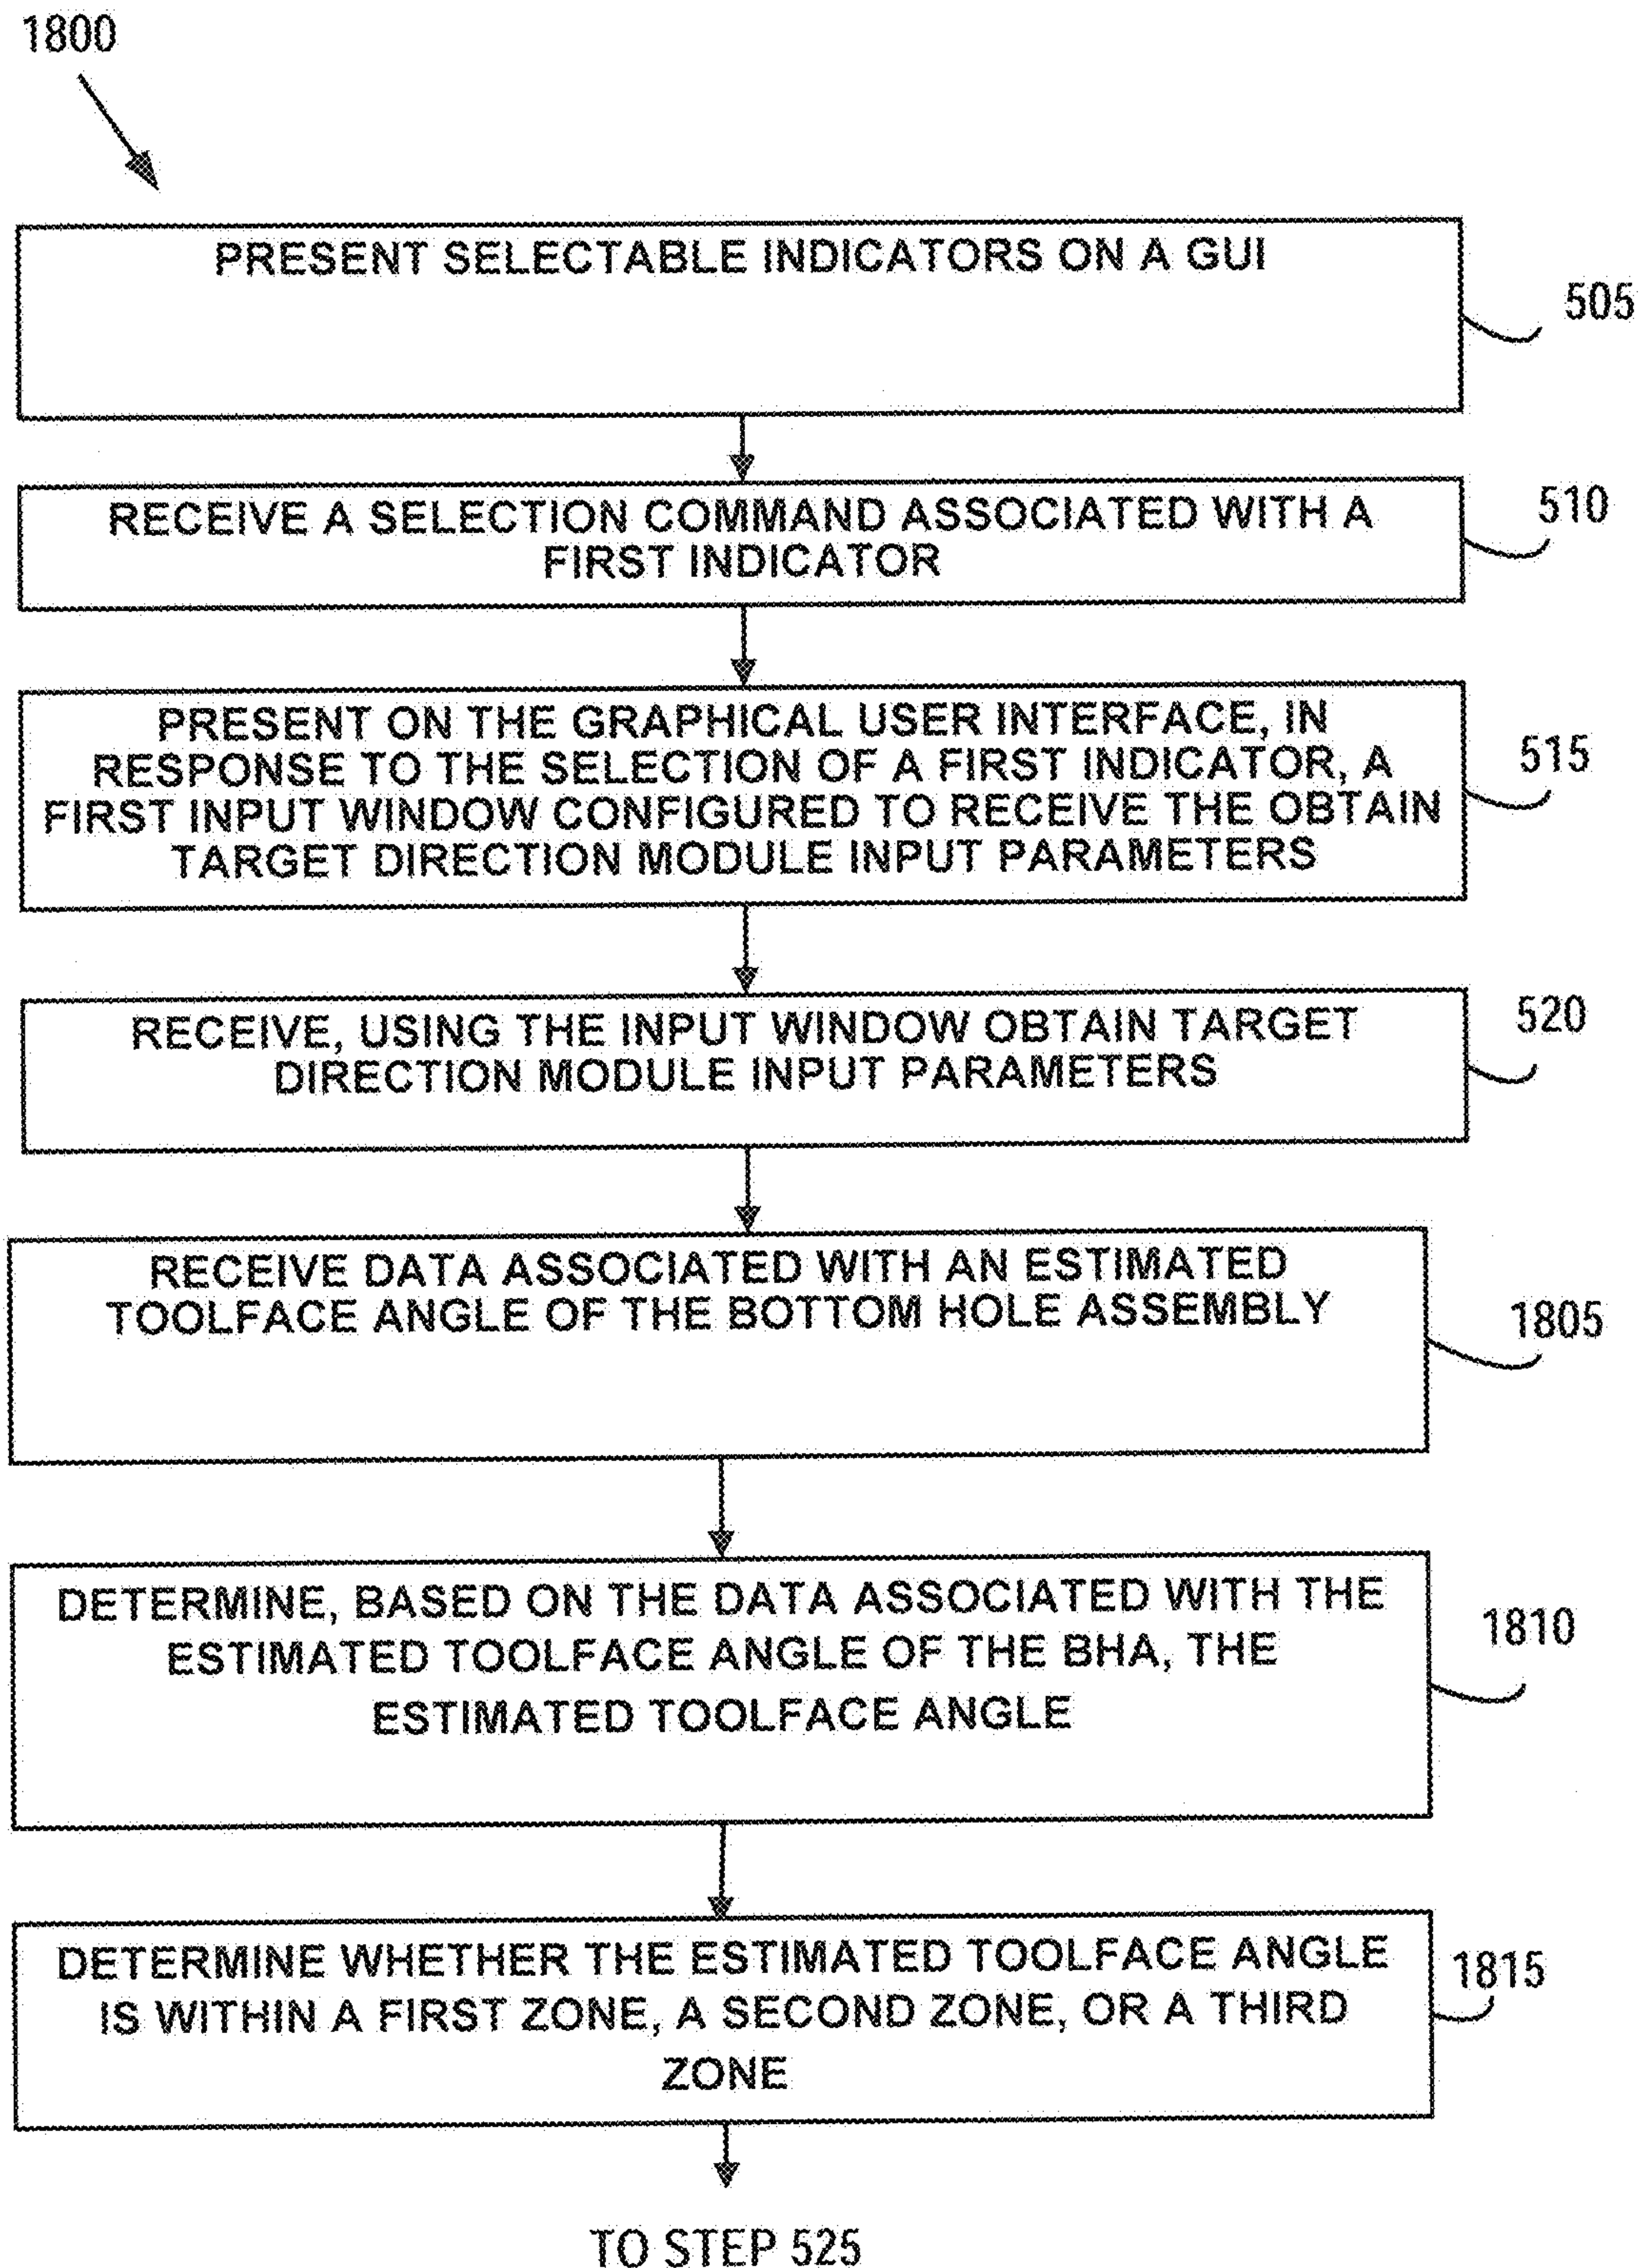 1800
PRESENT SELECTABLE INDICATORS ON A GUI
505
RECEIVE A SELECTION COMMAND ASSOCIATED WITH A
FIRST INDICATOR
510
PRESENT ON THE GRAPHICAL USER INTERFACE, IN
RESPONSE TO THE SELECTION OF A FIRST INDICATOR, A
FIRST INPUT WINDOW CONFIGURED TO RECEIVE THE OBTAIN
TARGET DIRECTION MODULE INPUT PARAMETERS
515
RECEIVE, USING THE INPUT WINDOW OBTAIN TARGET
DIRECTION MODULE INPUT PARAMETERS
520
RECEIVE DATA ASSOCIATED WITH AN ESTIMATED
TOOLFACE ANGLE OF THE BOTTOM HOLE ASSEMBLY
1805
DETERMINE, BASED ON THE DATA ASSOCIATED WITH THE
ESTIMATED TOOLFACE ANGLE OF THE BHA, THE
ESTIMATED TOOLFACE ANGLE
1810
DETERMINE WHETHER THE ESTIMATED TOOLFACE ANGLE
IS WITHIN A FIRST ZONE, A SECOND ZONE, OR A THIRD
ZONE
1815
TO STEP 525